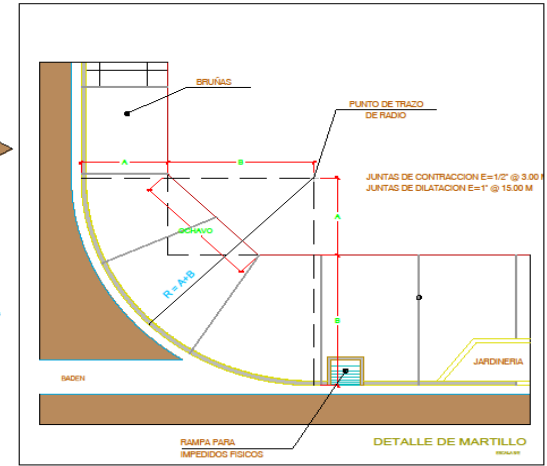 BRUÑAS
PUNTO DE TRAZO
DE RADIO
A
B
JUNTAS DE CONTRACCION E=1/2" @ 3.00 M
JUNTAS DE DILATACION E=1" @ 15.00 M
A
OCHAVO
R = A+B
B
JARDINERIA
BADEN
RAMPA PARA
IMPEDIDOS FISICOS
DETALLE DE MARTILLO